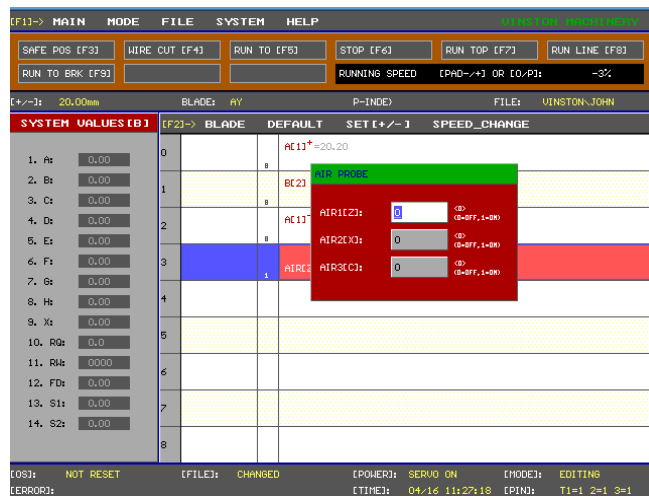 [F1]-> MAIN MODE FILE SYSTEM HELP VINSTON MACHINERY
SAFE POS [F3] WIRE CUT [F4] RUN TO [F5] STOP [F6] RUN TOP [F7] RUN LINE [F8]
RUN TO BRK [F9] RUNNING SPEED [PAD-/+] OR [O/P]: -3%
[+/-]: 20.00mm BLADE: AY P-INDE) FILE: VINSTON\JOHN
SYSTEM VALUES[B] [F2]-> BLADE DEFAULT SET[+/-] SPEED_CHANGE
1. A: 0.00
2. B: 0.00
3. C: 0.00
4. D: 0.00
5. E: 0.00
6. F: 0.00
7. G: 0.00
8. H: 0.00
9. X: 0.00
10. RQ: 0.0
11. RW: 0000
12. FD: 0.00
13. S1: 0.00
14. S2: 0.00
0 0 A[1]+=20.20
1 0 B[2]
2 0 A[1]-
3 1 AIR[2
4
5
6
7
8
AIR PROBE
AIR1[Z]: 0 <0>
(0=OFF,1=ON)
AIR2[X]: 0 <0>
(0=OFF,1=ON)
AIR3[C]: 0 <0>
(0=OFF,1=ON)
[OS]: NOT RESET [FILE]: CHANGED [POWER]: SERVO ON [MODE]: EDITING
[ERROR]: [TIME]: 04/16 11:27:18 [PIN]: T1=1 2=1 3=1